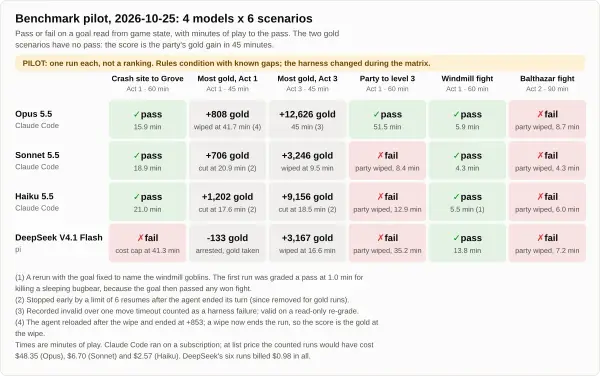 Benchmark pilot, 2026-10-25: 4 models x 6 scenarios
Pass or fail on a goal read from game state, with minutes of play to the pass. The two gold
scenarios have no pass: the score is the party's gold gain in 45 minutes.
PILOT: one run each, not a ranking. Rules condition with known gaps; the harness changed during the matrix.
Crash site to Grove Most gold, Act 1 Most gold, Act 3 Party to level 3 Windmill fight Balthazar fight
Act 1 · 60 min Act 1 · 45 min Act 3 · 45 min Act 1 · 60 min Act 1 · 60 min Act 2 · 90 min
Opus 5.5 ✓pass +808 gold +12,626 gold ✓pass ✓pass ✗fail
Claude Code 15.9 min wiped at 41.7 min (4) 45 min (3) 51.5 min 5.9 min party wiped, 8.7 min
Sonnet 5.5 ✓pass +706 gold +3,246 gold ✗fail ✓pass ✗fail
Claude Code 18.9 min cut at 20.9 min (2) wiped at 9.5 min party wiped, 8.4 min 4.3 min party wiped, 4.3 min
Haiku 5.5 ✓pass +1,202 gold +9,156 gold ✗fail ✓pass ✗fail
Claude Code 21.0 min cut at 17.6 min (2) cut at 18.5 min (2) party wiped, 12.9 min 5.5 min (1) party wiped, 6.0 min
DeepSeek V4.1 Flash ✗fail -133 gold +3,167 gold ✗fail ✓pass ✗fail
pi cost cap at 41.3 min arrested, gold taken wiped at 16.6 min party wiped, 35.2 min 13.8 min party wiped, 7.2 min
(1) A rerun with the goal fixed to name the windmill goblins. The first run was graded a pass at 1.0 min for
killing a sleeping bugbear, because the goal then passed any won fight.
(2) Stopped early by a limit of 6 resumes after the agent ended its turn (since removed for gold runs).
(3) Recorded invalid over one move timeout counted as a harness failure; valid on a read-only re-grade.
(4) The agent reloaded after the wipe and ended at +853; a wipe now ends the run, so the score is the gold at
the wipe.
Times are minutes of play. Claude Code ran on a subscription; at list price the counted runs would have cost
$48.35 (Opus), $6.70 (Sonnet) and $2.57 (Haiku). DeepSeek's six runs billed $0.98 in all.